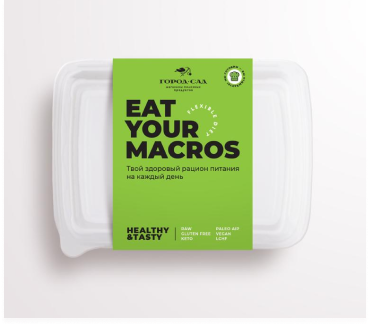 ГОРОД-САД
EAT
YOUR
MACROS
FLEXIBLE DIET
Твой здоровый рацион питания
на каждый день
HEALTHY
&TASTY
RAW
GLUTEN FREE
KETO
PALEO AIP
VEGAN
LOVE